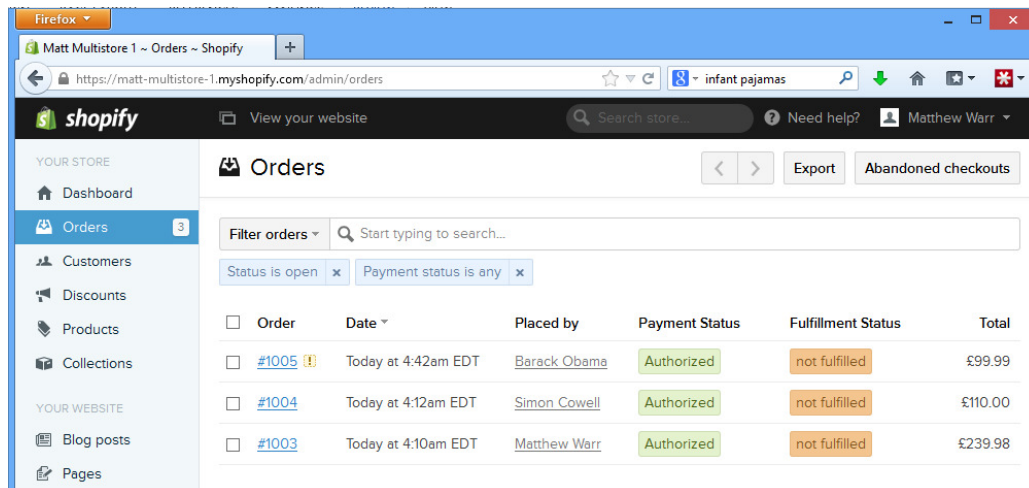 Firefox
Matt Multistore 1 ~ Orders ~ Shopify +
https://matt-multistore-1.myshopify.com/admin/orders infant pajamas
shopify View your website Search store... Need help? Matthew Warr
YOUR STORE
Dashboard
Orders 3
Customers
Discounts
Products
Collections
YOUR WEBSITE
Blog posts
Pages
Orders < > Export Abandoned checkouts
Filter orders Start typing to search...
Status is open × Payment status is any ×
Order Date Placed by Payment Status Fulfillment Status Total
#1005 ! Today at 4:42am EDT Barack Obama Authorized not fulfilled £99.99
#1004 Today at 4:12am EDT Simon Cowell Authorized not fulfilled £110.00
#1003 Today at 4:10am EDT Matthew Warr Authorized not fulfilled £239.98